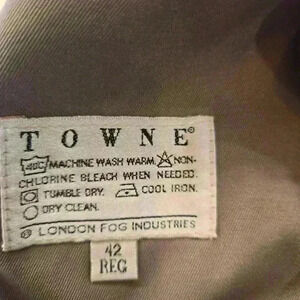 TOWNE®
40C MACHINE WASH WARM. NON-
CHLORINE BLEACH WHEN NEEDED.
TUMBLE DRY. COOL IRON.
DRY CLEAN.
® LONDON FOG INDUSTRIES
42
REG